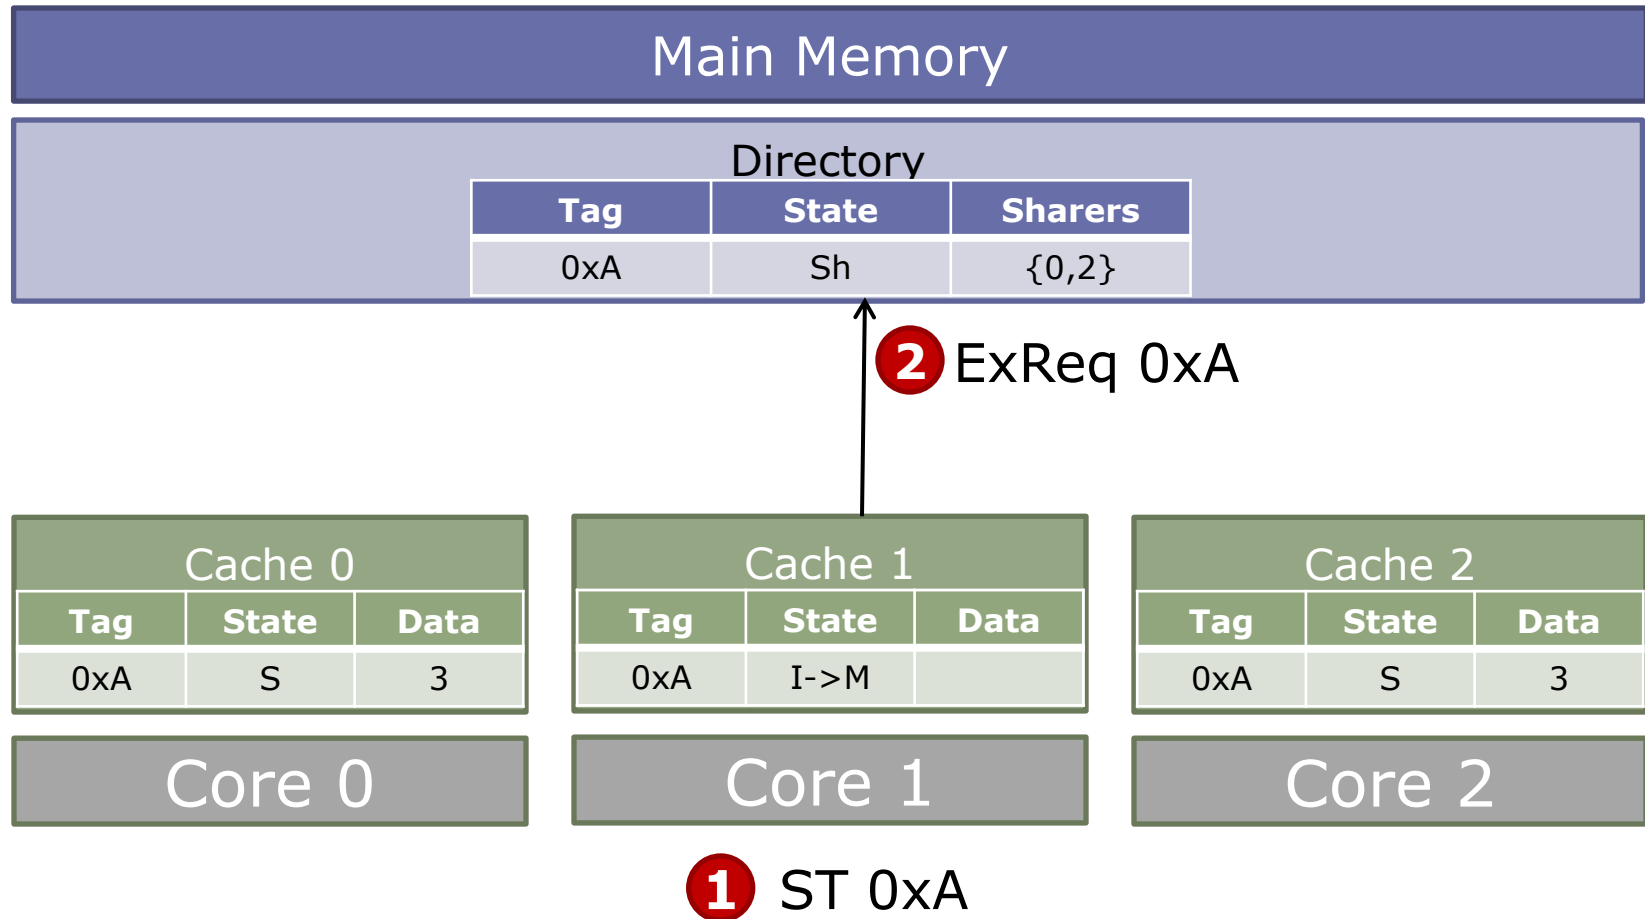 Main Memory
Directory
Tag State Sharers
0xA Sh {0,2}
2 ExReq 0xA
Cache 0
Tag State Data
0xA S 3
Core 0
Cache 1
Tag State Data
0xA I->M
Core 1
Cache 2
Tag State Data
0xA S 3
Core 2
1 ST 0xA